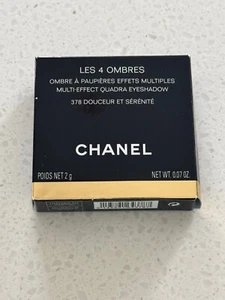 LES 4 OMBRES
OMBRE À PAUPIÈRES EFFETS MULTIPLES
MULTI-EFFECT QUADRA EYESHADOW
378 DOUCEUR ET SÉRÉNITÉ
CHANEL
POIDS NET 2 g NET WT. 0.07 OZ.